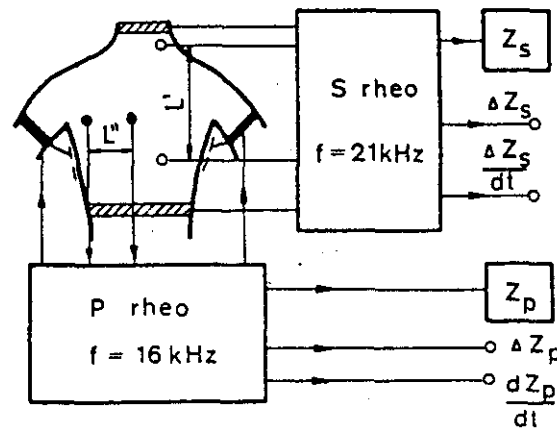 S rheo
f = 21kHz
Z_s
ΔZ_s
ΔZ_s
dt
L'
L"
P rheo
f = 16 kHz
Z_p
ΔZ_p
dZ_p
dt